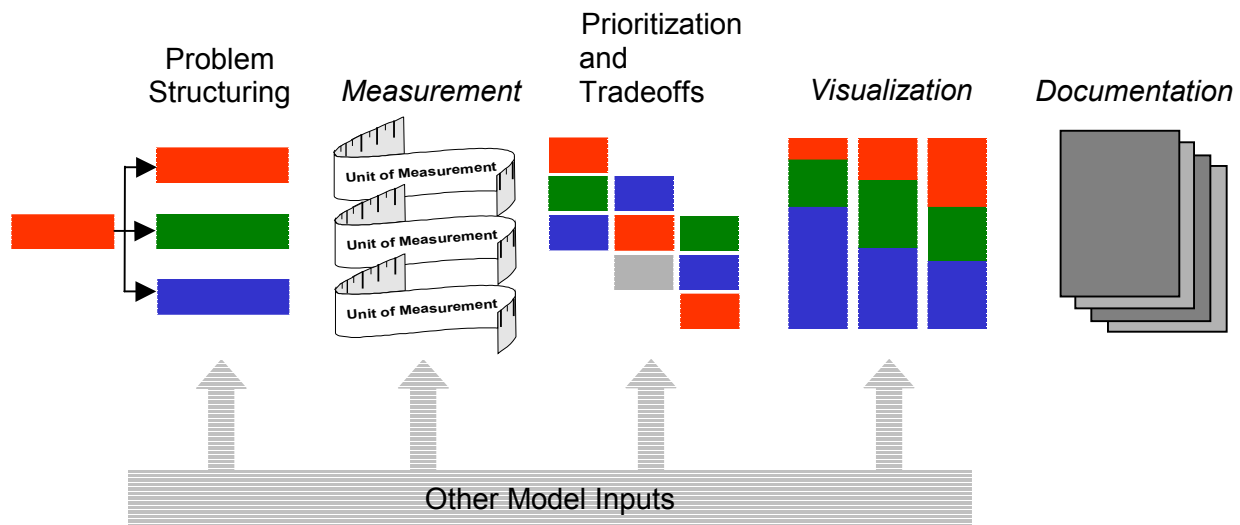 Problem
Structuring
Measurement
Prioritization
and
Tradeoffs
Visualization
Documentation
Unit of Measurement
Unit of Measurement
Unit of Measurement
Other Model Inputs